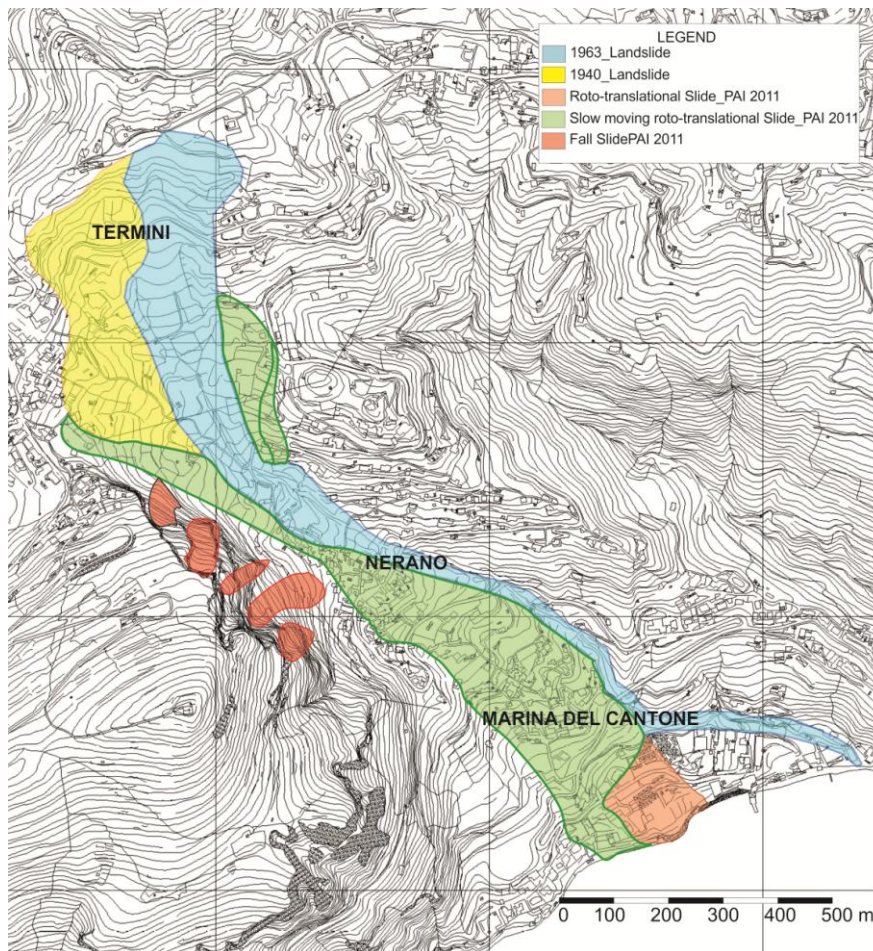 LEGEND
1963_Landslide
1940_Landslide
Roto-translational Slide_PAI 2011
Slow moving roto-translational Slide_PAI 2011
Fall SlidePAI 2011
TERMINI
NERANO
MARINA DEL CANTONE
0 100 200 300 400 500 m